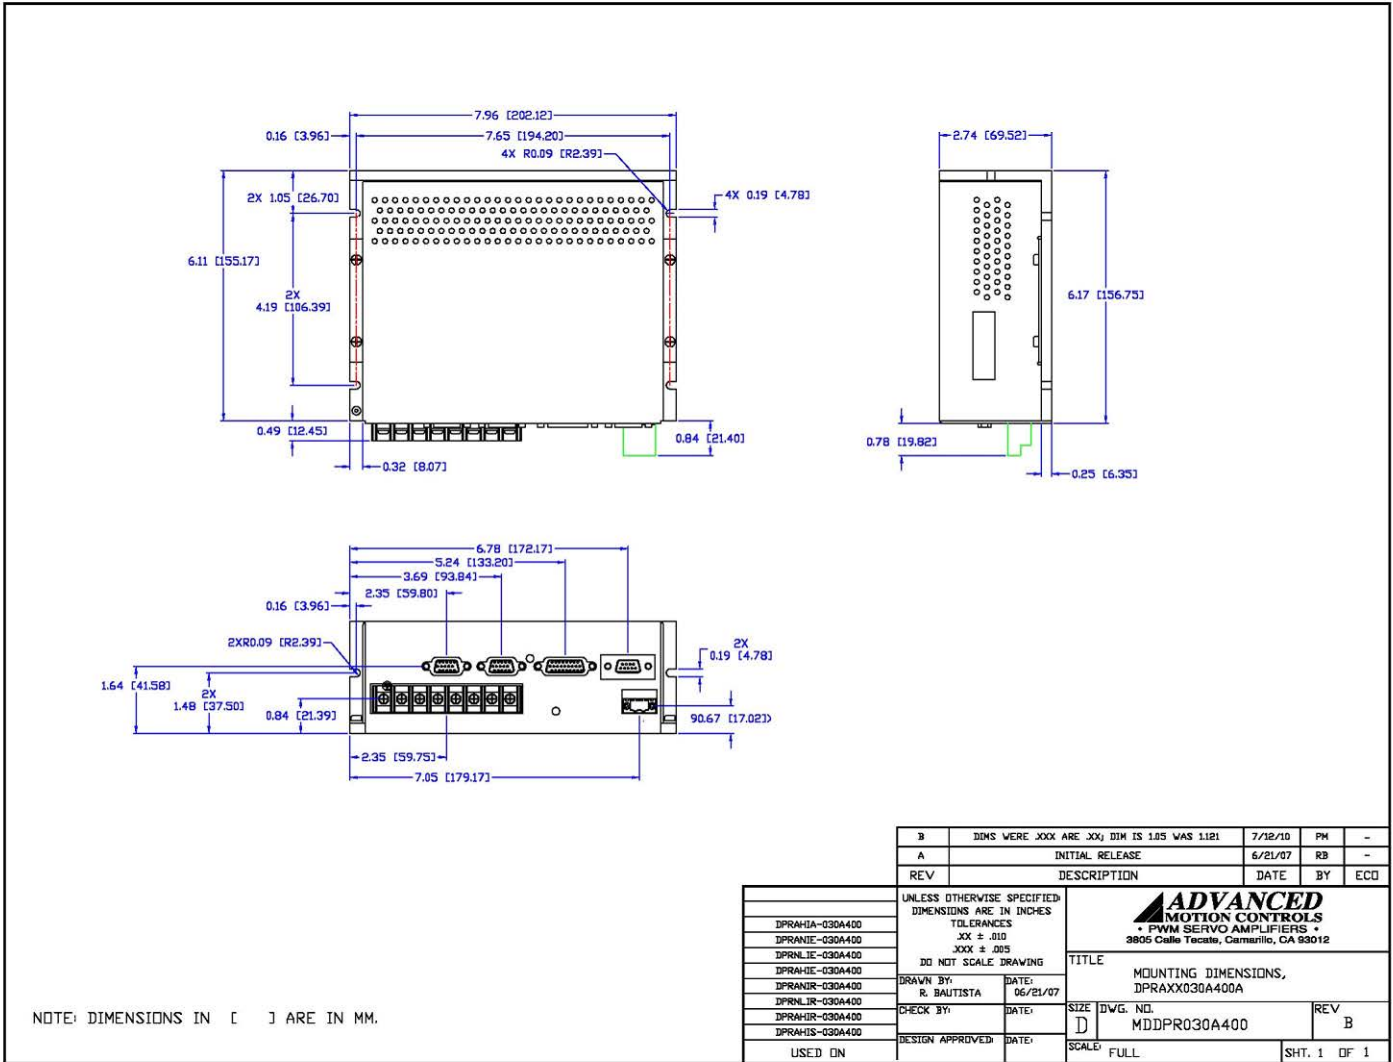 7.96 [202.12]
0.16 [3.96]
7.65 [194.20]
4X R0.09 [R2.39]
2X 1.05 [26.70]
4X 0.19 [4.78]
6.11 [155.17]
2X
4.19 [106.39]
0.49 [12.45]
0.84 [21.40]
0.32 [8.07]
2.74 [69.52]
6.17 [156.75]
0.78 [19.82]
0.25 [6.35]
6.78 [172.17]
5.24 [133.20]
3.69 [93.84]
2.35 [59.80]
0.16 [3.96]
2XR0.09 [R2.39]
2X
0.19 [4.78]
1.64 [41.58]
2X
1.48 [37.50]
0.84 [21.39]
90.67 [17.02])
2.35 [59.75]
7.05 [179.17]
B DIMS WERE .XXX ARE .XX; DIM IS 1.05 WAS 1.121 7/12/10 PM -
A INITIAL RELEASE 6/21/07 RB -
REV DESCRIPTION DATE BY ECO
DPRAHIA-030A400
DPRANIE-030A400
DPRNLIE-030A400
DPRAHIE-030A400
DPRANIR-030A400
DPRNLIR-030A400
DPRAHIR-030A400
DPRAHIS-030A400
USED ON
UNLESS OTHERWISE SPECIFIED:
DIMENSIONS ARE IN INCHES
TOLERANCES
.XX ± .010
.XXX ± .005
DO NOT SCALE DRAWING
DRAWN BY: DATE:
R. BAUTISTA 06/21/07
CHECK BY: DATE:
DESIGN APPROVED: DATE:
ADVANCED
MOTION CONTROLS
• PWM SERVO AMPLIFIERS •
3805 Calle Tecate, Camarillo, CA 93012
TITLE
MOUNTING DIMENSIONS,
DPRAXX030A400A
SIZE DWG. NO. REV
D MDDPR030A400 B
SCALE: FULL SHT. 1 OF 1
NOTE: DIMENSIONS IN [ ] ARE IN MM.